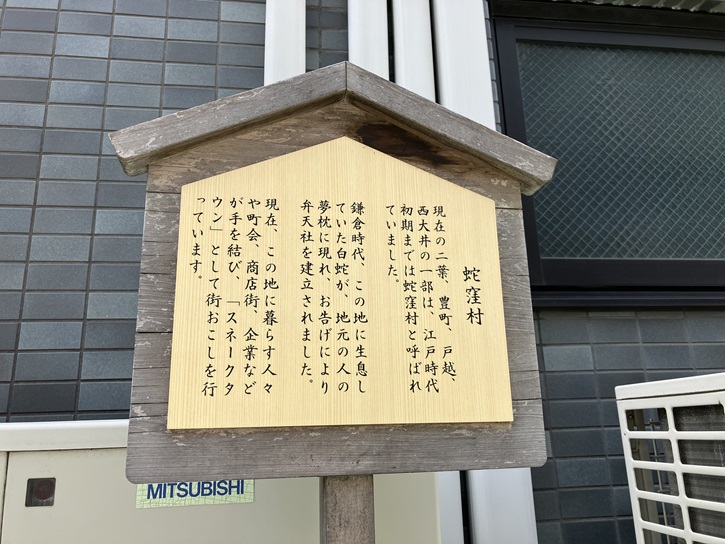 蛇窪村
現在の二葉、豊町、戸越、
西大井の一部は、江戸時代
初期までは蛇窪村と呼ばれ
ていました。
鎌倉時代、この地に生息し
ていた白蛇が、地元の人の
夢枕に現れ、お告げにより
弁天社を建立されました。
現在、この地に暮らす人々
や町会、商店街、企業など
が手を結び、「スネークタ
ウン」として街おこしを行
っています。
MITSUBISHI